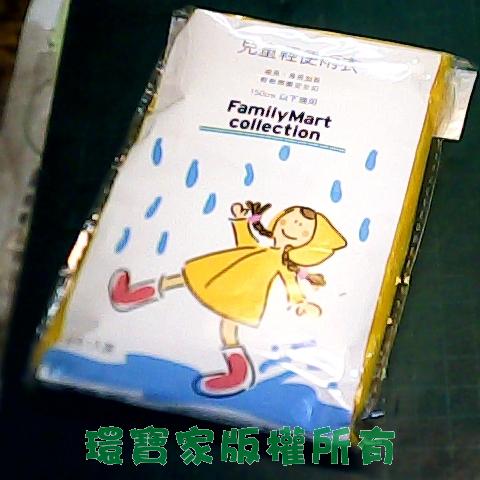 兒童輕便雨衣
150cm 以下適用
FamilyMart
collection
環寶家版權所有